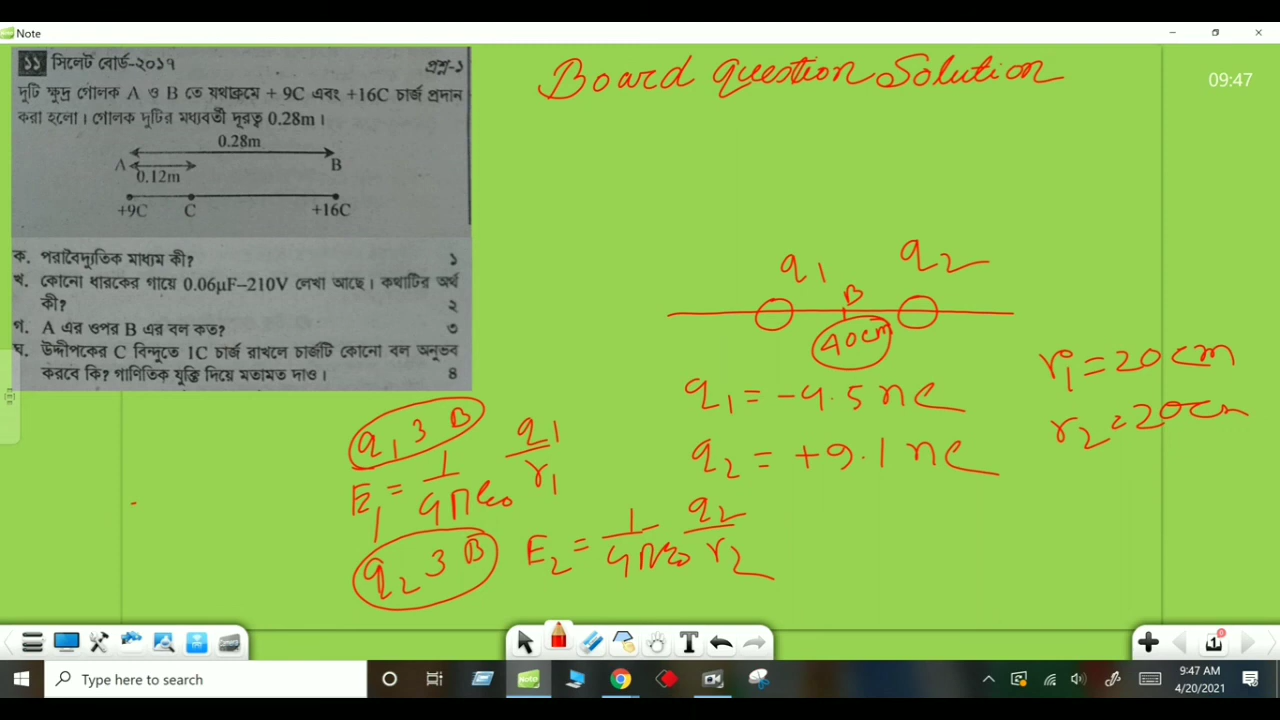 Note
১১ সিলেট বোর্ড-২০১৭ প্রশ্ন-১
দুটি ক্ষুদ্র গোলক A ও B তে যথাক্রমে + 9C এবং +16C চার্জ প্রদান
করা হলো। গোলক দুটির মধ্যবর্তী দূরত্ব 0.28m।
0.28m
A B
0.12m
+9C C +16C
ক. পরাবৈদ্যুতিক মাধ্যম কী? ১
খ. কোনো ধারকের গায়ে 0.06μF–210V লেখা আছে। কথাটির অর্থ
কী? ২
গ. A এর ওপর B এর বল কত? ৩
ঘ. উদ্দীপকের C বিন্দুতে 1C চার্জ রাখলে চার্জটি কোনো বল অনুভব
করবে কি? গাণিতিক যুক্তি দিয়ে মতামত দাও। ৪
Board question Solution
09:47
q1 q2
B
40cm
q1 = -9.5 nc
q2 = +9.1 nc
r1 = 20 cm
r2 = 20cm
q1 3 B
E1 = 1/4π∈0 q1/r1
q2 3 B
E2 = 1/4π∈0 q2/r2
Type here to search
9:47 AM
4/20/2021